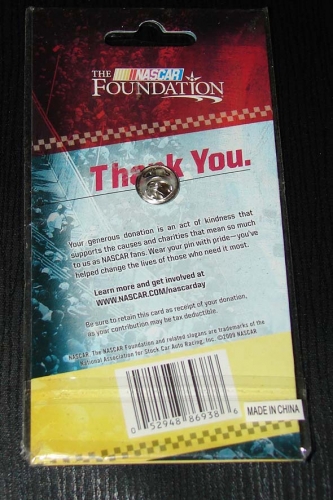 THE NASCAR
FOUNDATION
Thank You.
Your generous donation is an act of kindness that
supports the causes and charities that mean so much
to us as NASCAR fans. Wear your pin with pride—you've
helped change the lives of those who need it most.
Learn more and get involved at
WWW.NASCAR.COM/nascarday
Be sure to retain this card as receipt of your donation,
as your contribution may be tax deductible.
NASCAR, The NASCAR Foundation and related slogans are trademarks of the
National Association for Stock Car Auto Racing, Inc. ©2009 NASCAR
0 52948 86938 6
MADE IN CHINA